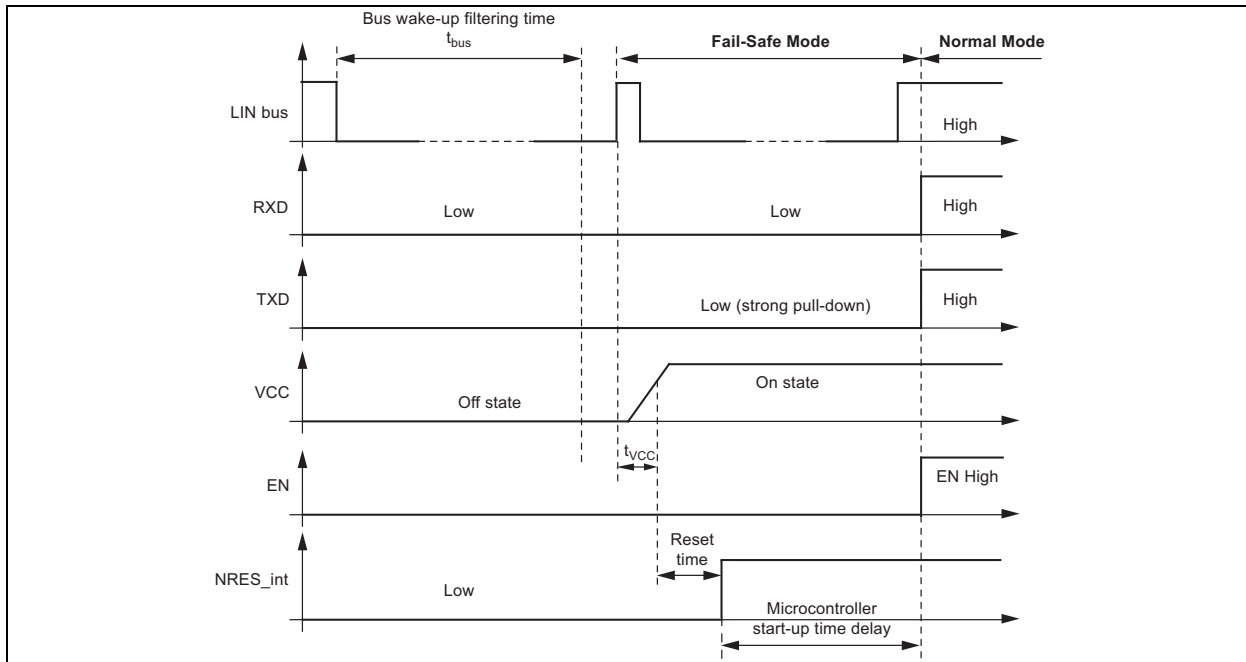 Bus wake-up filtering time
t_bus
Fail-Safe Mode
Normal Mode
LIN bus
High
RXD
Low
Low
High
TXD
Low (strong pull-down)
High
VCC
Off state
On state
t_VCC
EN
EN High
Reset
time
NRES_int
Low
Microcontroller
start-up time delay